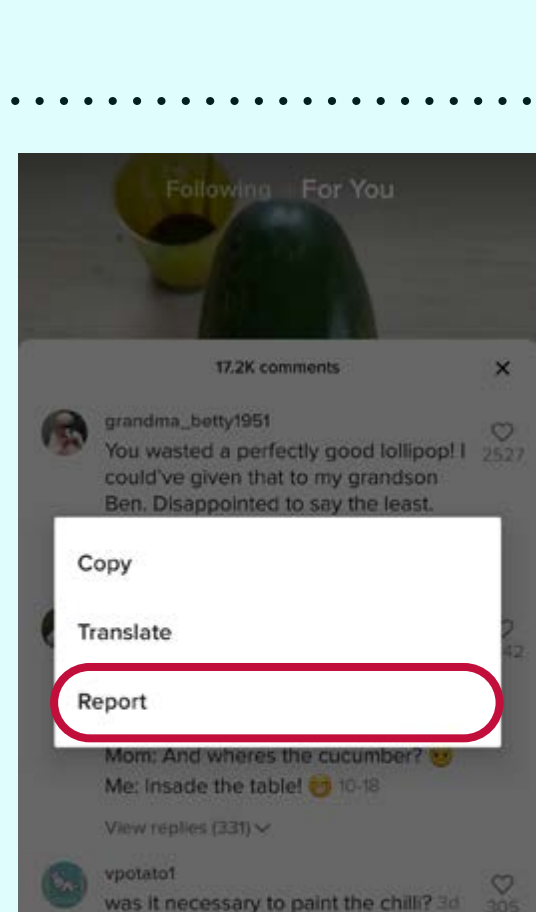 Following
For You
17.2K comments
grandma_betty1951
You wasted a perfectly good lollipop! I
could've given that to my grandson
Ben. Disappointed to say the least.
2527
Copy
Translate
Report
Mom: And wheres the cucumber?
Me: Insade the table! 10-18
View replies (331)
vpotato1
was it necessary to paint the chilli? 3d
305